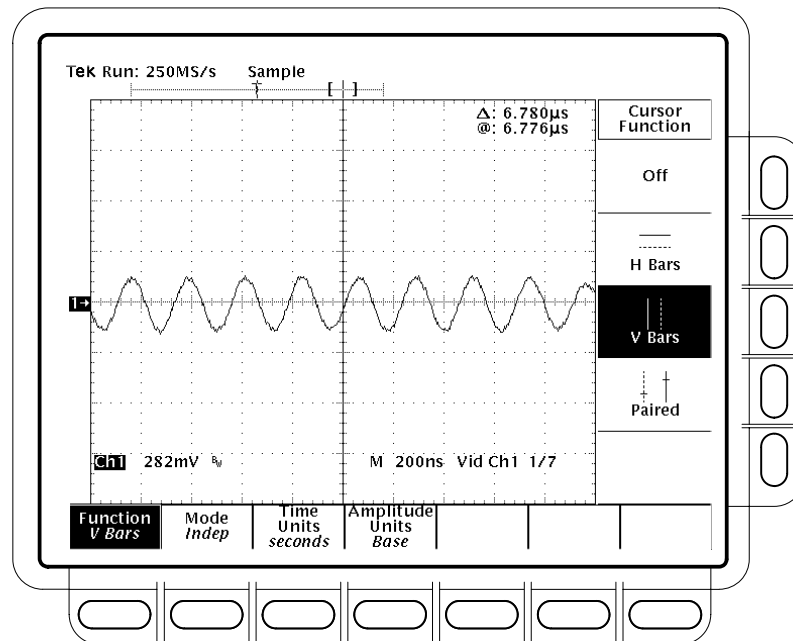 Tek Run: 250MS/s Sample
T
[ ]
Δ: 6.780µs
@: 6.776µs
Cursor
Function
Off
H Bars
V Bars
Paired
1→
Ch1 282mV BW M 200ns Vid Ch1 1/7
Function
V Bars
Mode
Indep
Time
Units
seconds
Amplitude
Units
Base